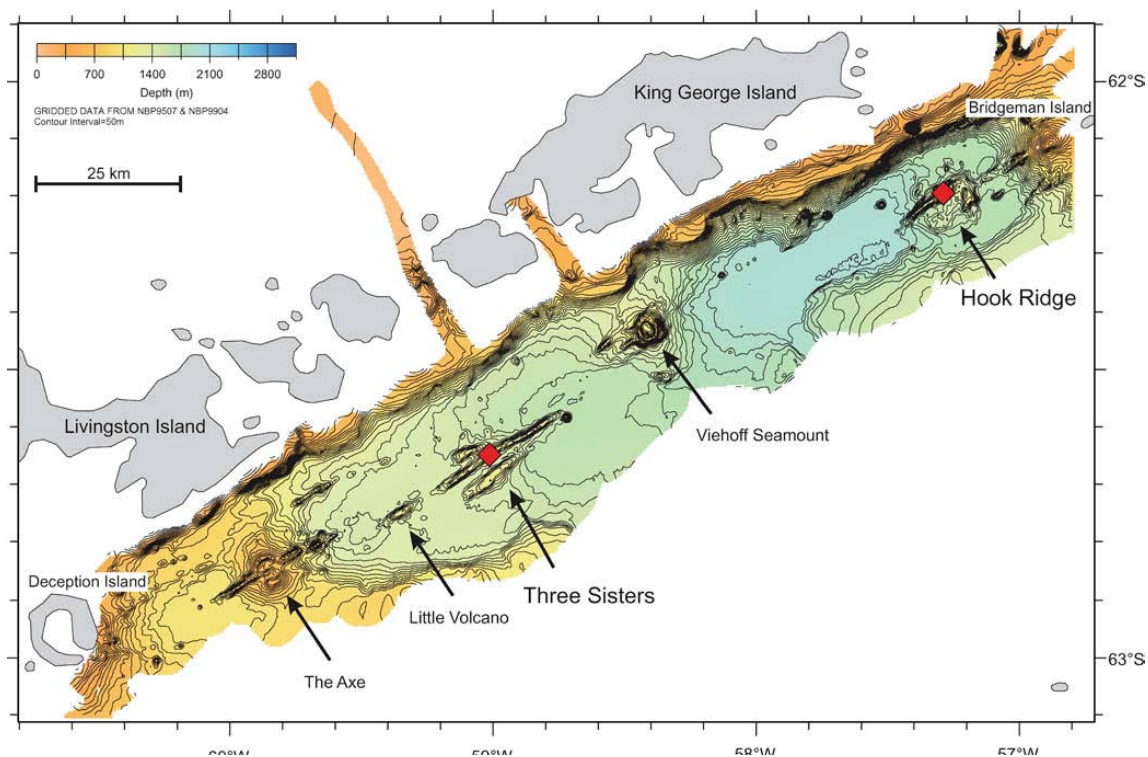 0 700 1400 2100 2800
Depth (m)
GRIDDED DATA FROM NBP9507 & NBP9904
Contour Interval=50m
25 km
King George Island
62°S
Bridgeman Island
Hook Ridge
Livingston Island
Viehoff Seamount
Deception Island
Three Sisters
Little Volcano
The Axe
63°S
60°W 59°W 58°W 57°W